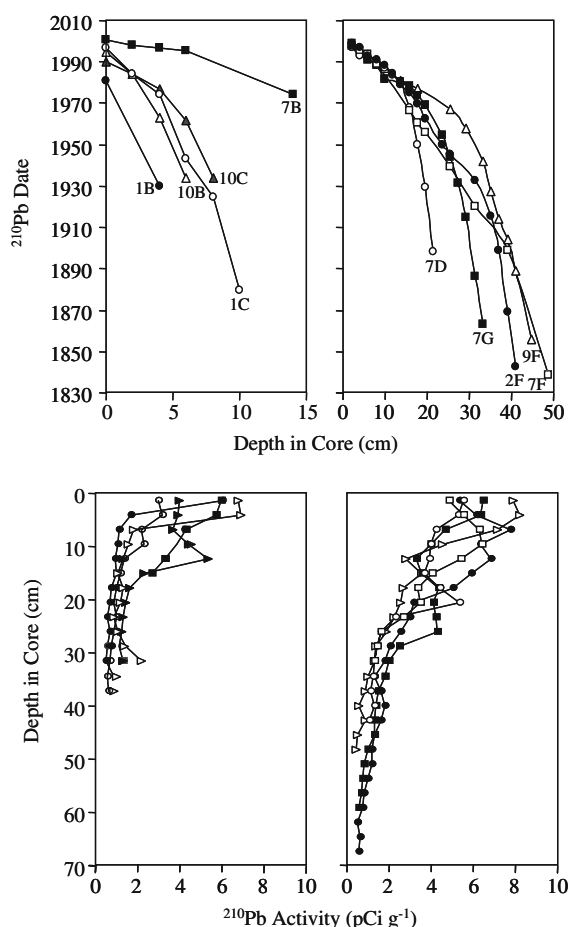 2010
1990
1970
1950
1930
1910
1890
1870
1850
1830
²¹⁰Pb Date
7B
1B
10B
10C
1C
7D
7G
9F
2F
7F
0 5 10 15
0 10 20 30 40 50
Depth in Core (cm)
0
10
20
30
40
50
60
70
Depth in Core (cm)
0 2 4 6 8 10
0 2 4 6 8 10
²¹⁰Pb Activity (pCi g⁻¹)